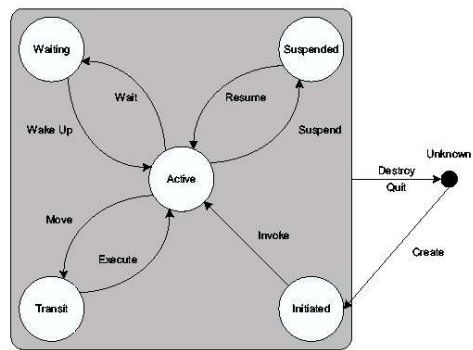 Waiting
Suspended
Wait
Resume
Wake Up
Suspend
Unknown
Active
Destroy
Quit
Move
Invoke
Execute
Create
Transit
Initiated